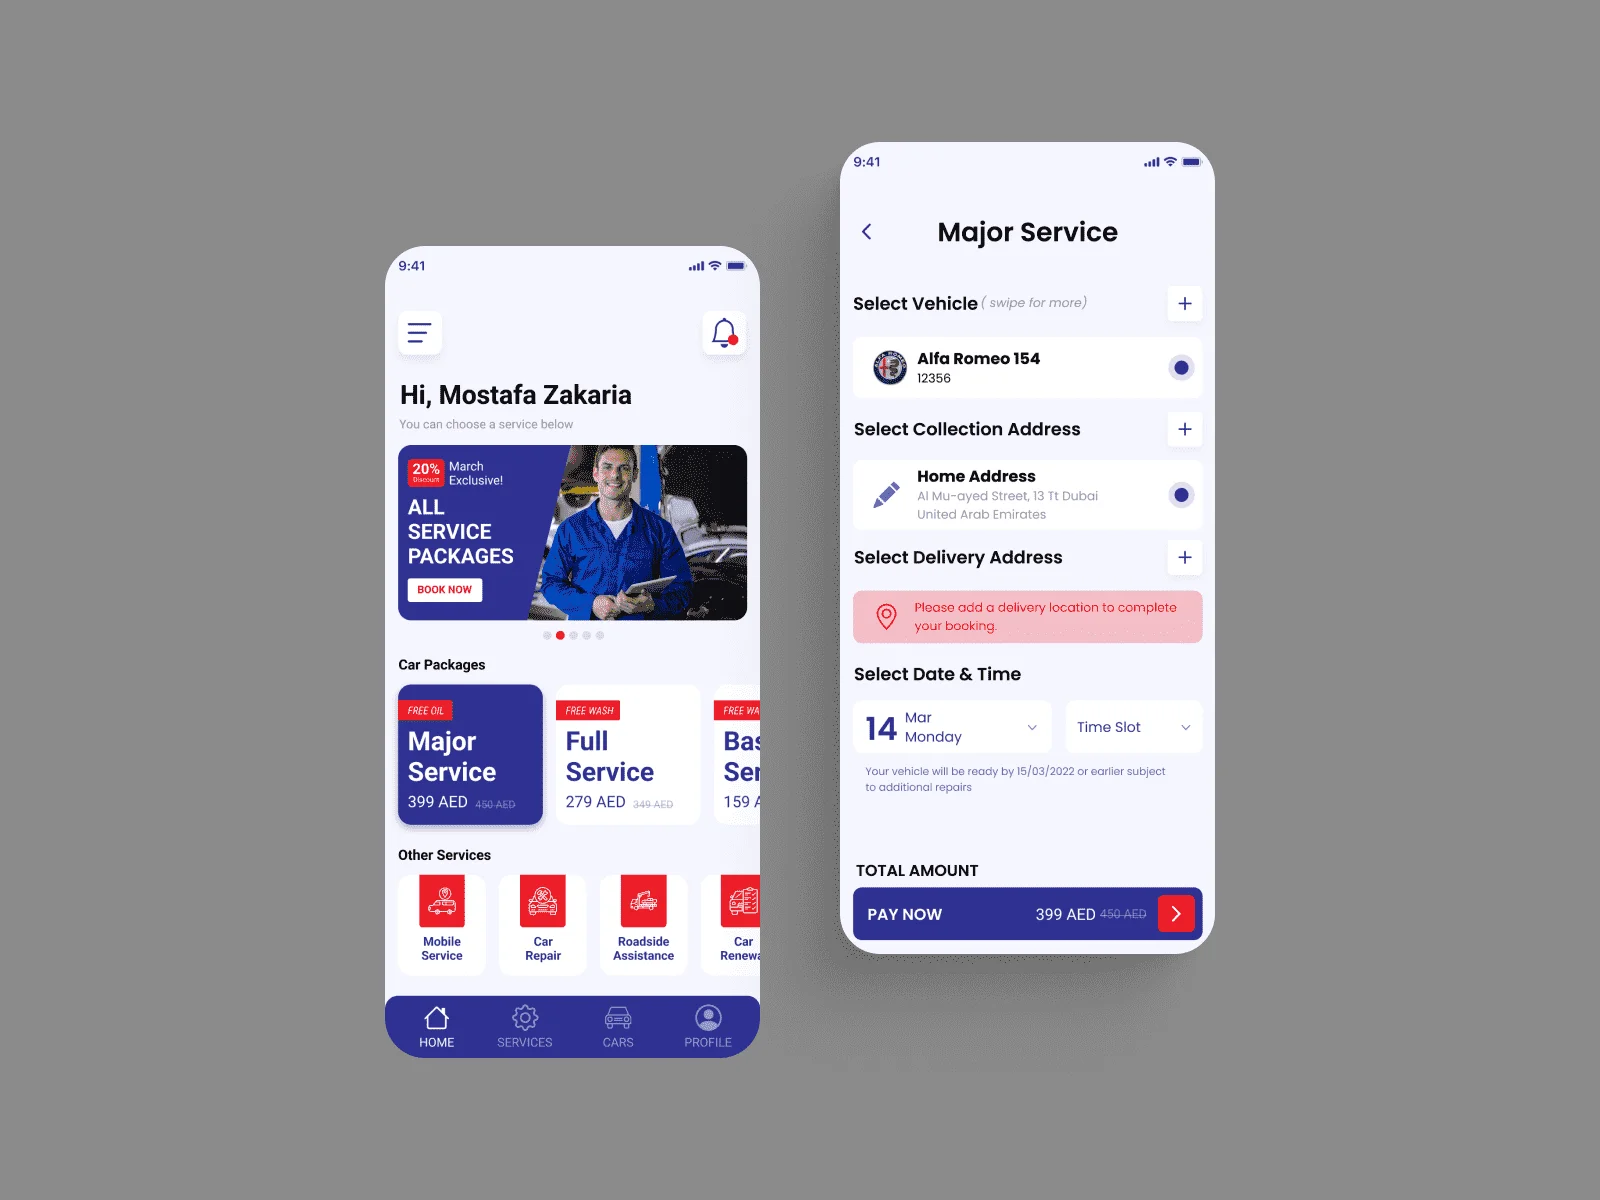 9:41
Hi, Mostafa Zakaria
You can choose a service below
20%
Discount
March
Exclusive!
ALL
SERVICE
PACKAGES
BOOK NOW
Car Packages
FREE OIL
Major
Service
399 AED 450 AED
FREE WASH
Full
Service
279 AED 349 AED
FREE WA
Bas
Ser
159 A
Other Services
Mobile
Service
Car
Repair
Roadside
Assistance
Car
Renewa
HOME
SERVICES
CARS
PROFILE
9:41
Major Service
Select Vehicle ( swipe for more)
ALFA ROMEO
Alfa Romeo 154
12356
Select Collection Address
Home Address
Al Mu-ayed Street, 13 Tt Dubai
United Arab Emirates
Select Delivery Address
Please add a delivery location to complete
your booking.
Select Date & Time
14
Mar
Monday
Time Slot
Your vehicle will be ready by 15/03/2022 or earlier subject
to additional repairs
TOTAL AMOUNT
PAY NOW 399 AED 450 AED